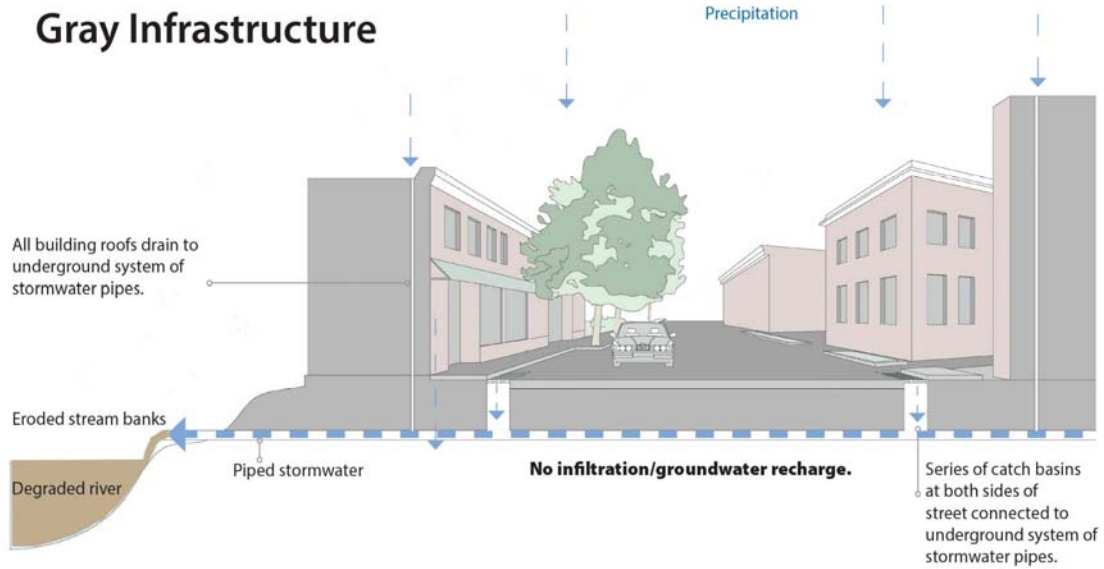 Gray Infrastructure
Precipitation
All building roofs drain to
underground system of
stormwater pipes.
Eroded stream banks
Degraded river
Piped stormwater
No infiltration/groundwater recharge.
Series of catch basins
at both sides of
street connected to
underground system of
stormwater pipes.